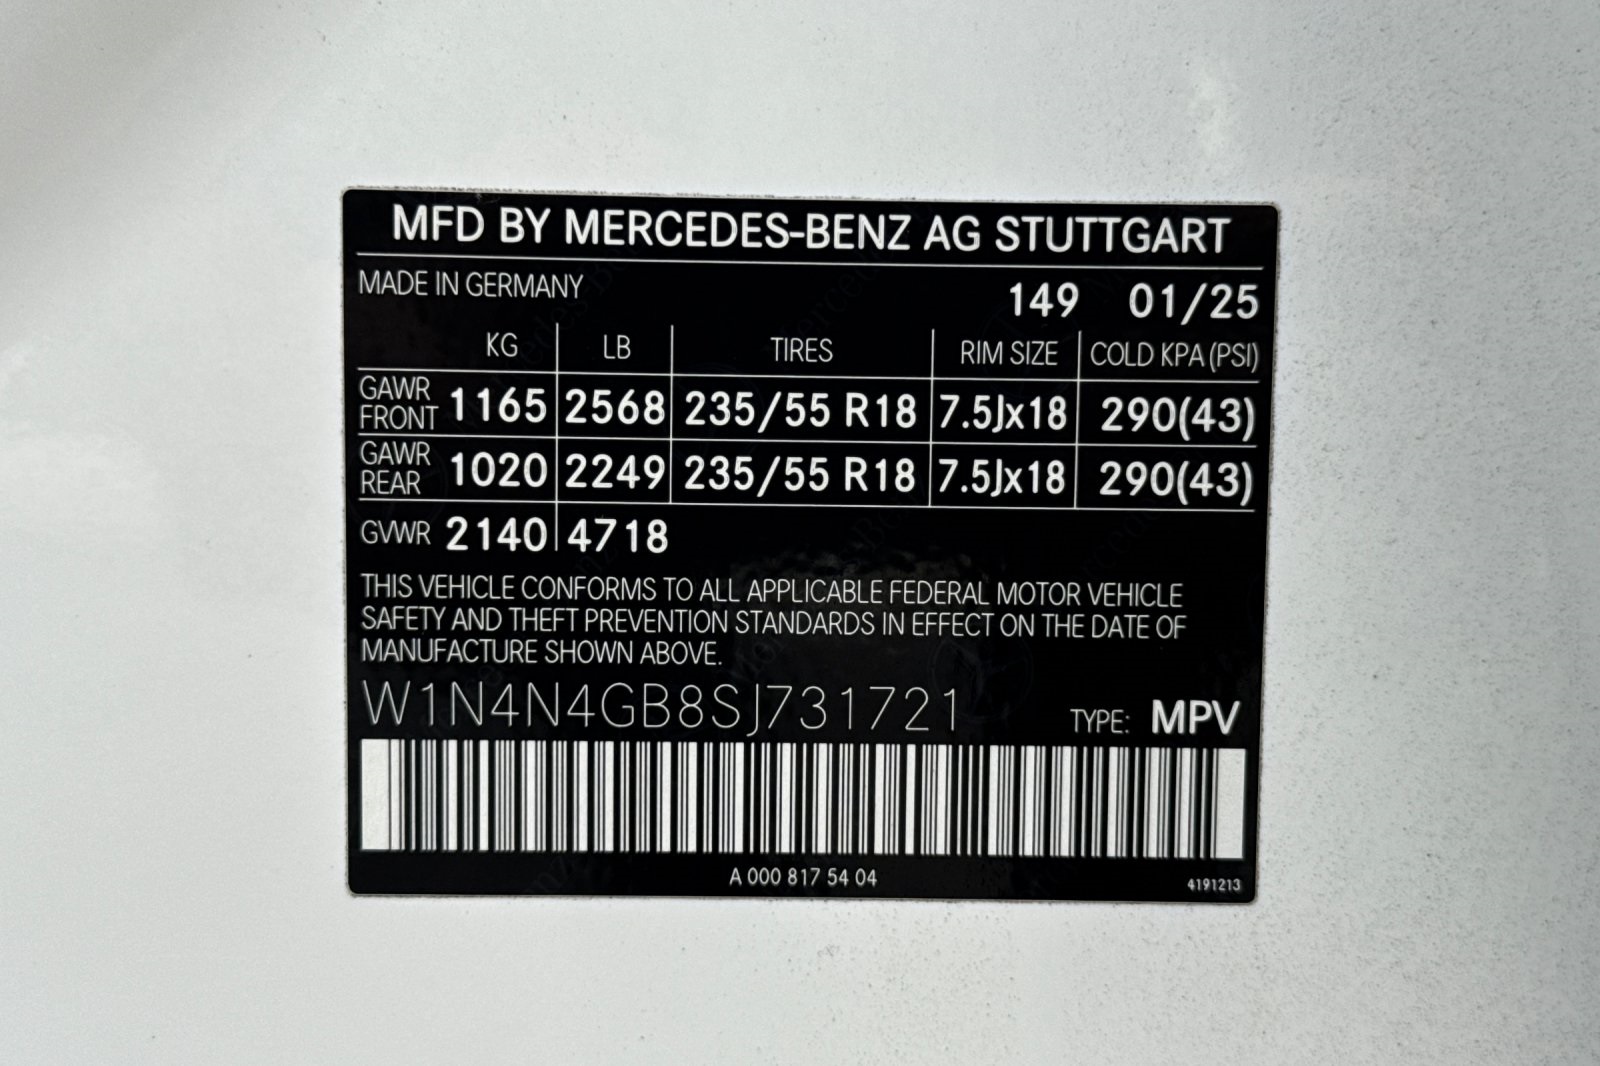 MFD BY MERCEDES-BENZ AG STUTTGART
MADE IN GERMANY 149 01/25
KG LB TIRES RIM SIZE COLD KPA (PSI)
GAWR FRONT 1165 2568 235/55 R18 7.5Jx18 290(43)
GAWR REAR 1020 2249 235/55 R18 7.5Jx18 290(43)
GVWR 2140 4718
THIS VEHICLE CONFORMS TO ALL APPLICABLE FEDERAL MOTOR VEHICLE
SAFETY AND THEFT PREVENTION STANDARDS IN EFFECT ON THE DATE OF
MANUFACTURE SHOWN ABOVE.
W1N4N4GB8SJ731721 TYPE: MPV
A 000 817 54 04
4191213